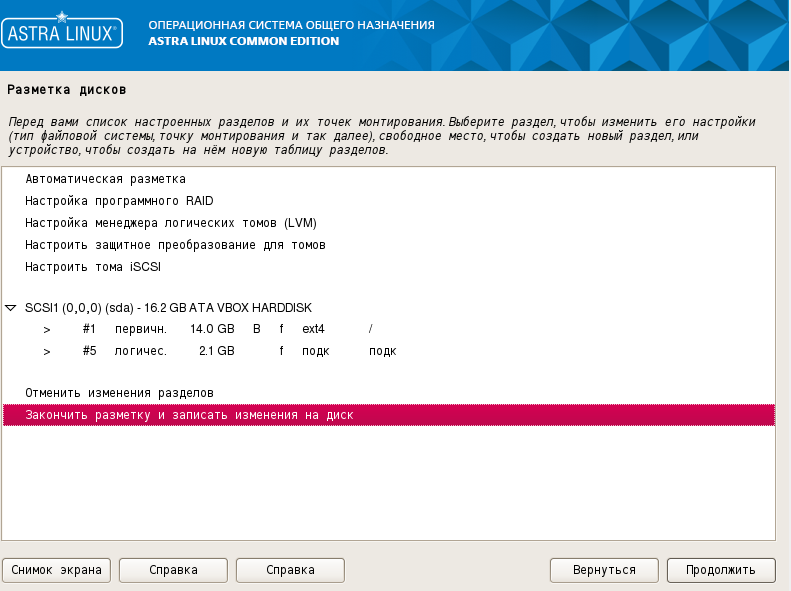 ASTRA LINUX®
ОПЕРАЦИОННАЯ СИСТЕМА ОБЩЕГО НАЗНАЧЕНИЯ
ASTRA LINUX COMMON EDITION
Разметка дисков
Перед вами список настроенных разделов и их точек монтирования. Выберите раздел, чтобы изменить его настройки
(тип файловой системы, точку монтирования и так далее), свободное место, чтобы создать новый раздел, или
устройство, чтобы создать на нём новую таблицу разделов.
Автоматическая разметка
Настройка программного RAID
Настройка менеджера логических томов (LVM)
Настроить защитное преобразование для томов
Настроить тома iSCSI
SCSI1 (0,0,0) (sda) - 16.2 GB ATA VBOX HARDDISK
> #1 первичн. 14.0 GB B f ext4 /
> #5 логичес. 2.1 GB f подк подк
Отменить изменения разделов
Закончить разметку и записать изменения на диск
Снимок экрана Справка Справка Вернуться Продолжить